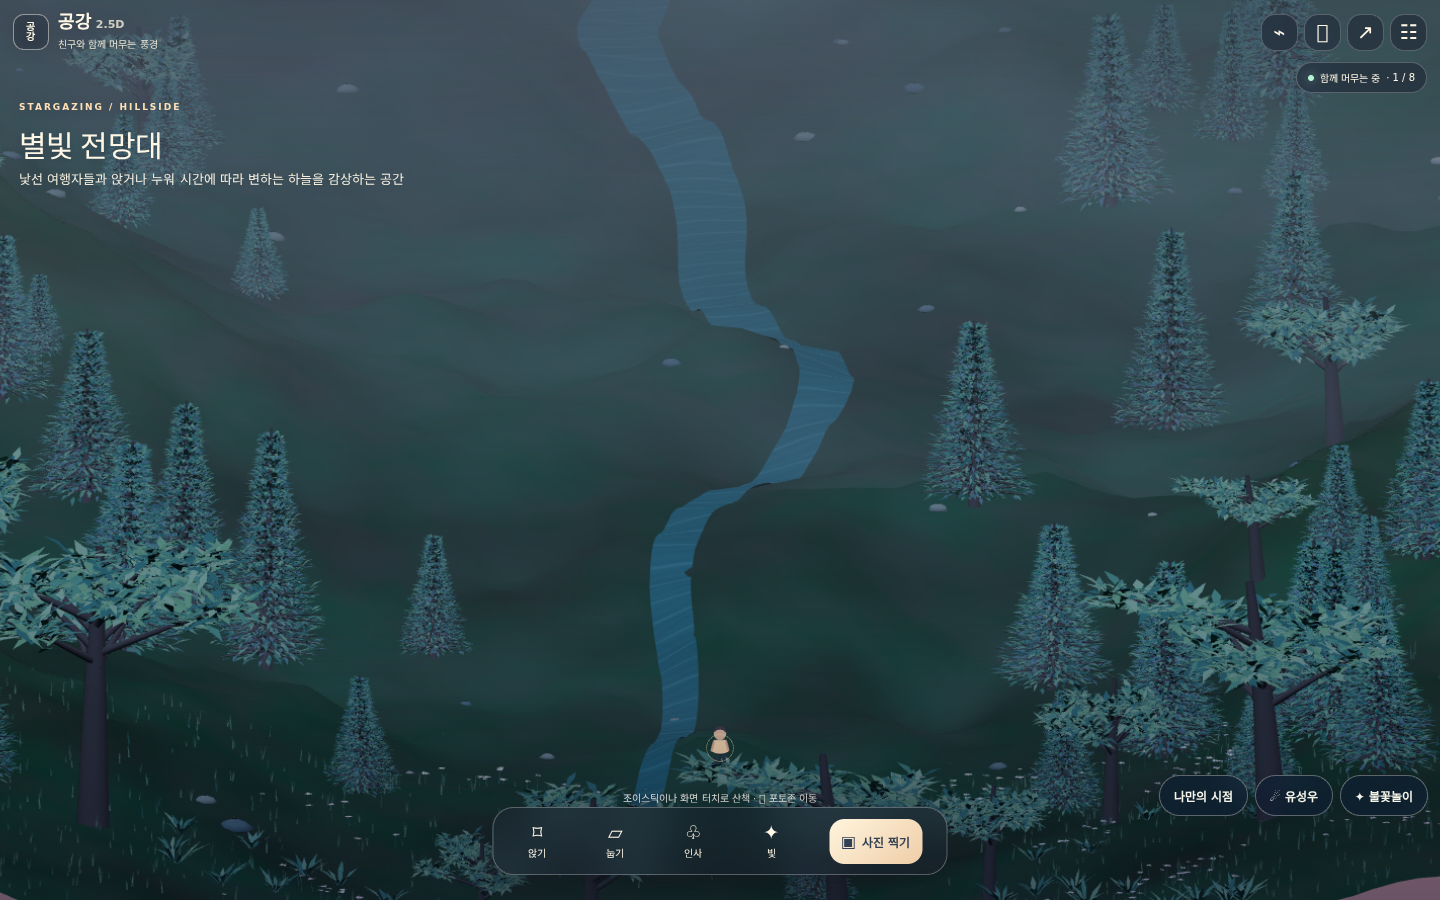 공강
공강 2.5D
친구와 함께 머무는 풍경
함께 머무는 중 · 1 / 8
STARGAZING / HILLSIDE
별빛 전망대
낯선 여행자들과 앉거나 누워 시간에 따라 변하는 하늘을 감상하는 공간
나만의 시점
유성우
불꽃놀이
조이스틱이나 화면 터치로 산책 · 포토존 이동
앉기
눕기
인사
빛
사진 찍기